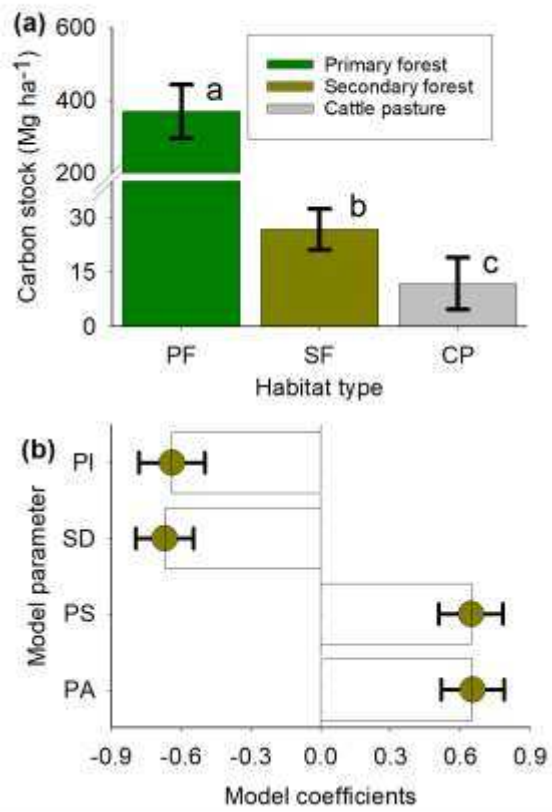 (a)
600
400
200
30
15
0
Carbon stock (Mg ha⁻¹)
Primary forest
Secondary forest
Cattle pasture
a
b
c
PF SF CP
Habitat type
(b)
Model parameter
PI
SD
PS
PA
-0.9 -0.6 -0.3 0.0 0.3 0.6 0.9
Model coefficients